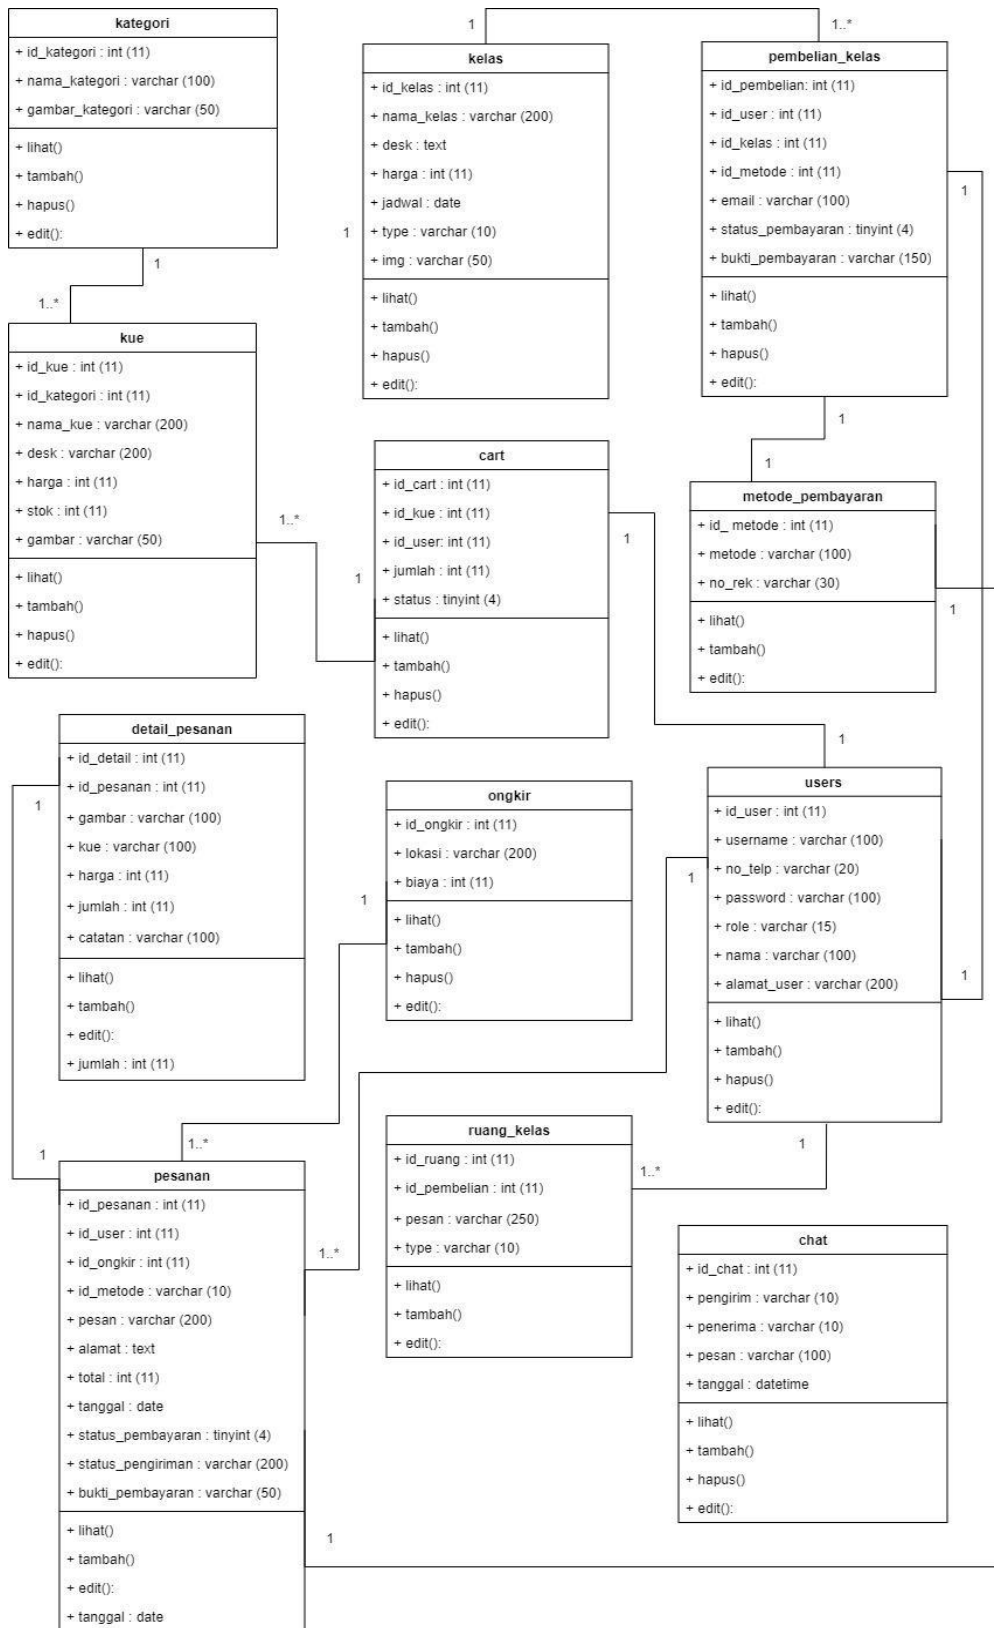 kategori
+ id_kategori : int (11)
+ nama_kategori : varchar (100)
+ gambar_kategori : varchar (50)
+ lihat()
+ tambah()
+ hapus()
+ edit():
1
1..*
kelas
+ id_kelas : int (11)
+ nama_kelas : varchar (200)
+ desk : text
+ harga : int (11)
+ jadwal : date
+ type : varchar (10)
+ img : varchar (50)
+ lihat()
+ tambah()
+ hapus()
+ edit():
1
1
1..*
pembelian_kelas
+ id_pembelian: int (11)
+ id_user : int (11)
+ id_kelas : int (11)
+ id_metode : int (11)
+ email : varchar (100)
+ status_pembayaran : tinyint (4)
+ bukti_pembayaran : varchar (150)
+ lihat()
+ tambah()
+ hapus()
+ edit():
1
1
1
kue
+ id_kue : int (11)
+ id_kategori : int (11)
+ nama_kue : varchar (200)
+ desk : varchar (200)
+ harga : int (11)
+ stok : int (11)
+ gambar : varchar (50)
+ lihat()
+ tambah()
+ hapus()
+ edit():
1..*
1
cart
+ id_cart : int (11)
+ id_kue : int (11)
+ id_user: int (11)
+ jumlah : int (11)
+ status : tinyint (4)
+ lihat()
+ tambah()
+ hapus()
+ edit():
1
metode_pembayaran
+ id_ metode : int (11)
+ metode : varchar (100)
+ no_rek : varchar (30)
+ lihat()
+ tambah()
+ edit():
1
detail_pesanan
+ id_detail : int (11)
+ id_pesanan : int (11)
+ gambar : varchar (100)
+ kue : varchar (100)
+ harga : int (11)
+ jumlah : int (11)
+ catatan : varchar (100)
+ lihat()
+ tambah()
+ edit():
+ jumlah : int (11)
1
1
ongkir
+ id_ongkir : int (11)
+ lokasi : varchar (200)
+ biaya : int (11)
+ lihat()
+ tambah()
+ hapus()
+ edit():
1
1..*
1
users
+ id_user : int (11)
+ username : varchar (100)
+ no_telp : varchar (20)
+ password : varchar (100)
+ role : varchar (15)
+ nama : varchar (100)
+ alamat_user : varchar (200)
+ lihat()
+ tambah()
+ hapus()
+ edit():
1
1
1
pesanan
+ id_pesanan : int (11)
+ id_user : int (11)
+ id_ongkir : int (11)
+ id_metode : varchar (10)
+ pesan : varchar (200)
+ alamat : text
+ total : int (11)
+ tanggal : date
+ status_pembayaran : tinyint (4)
+ status_pengiriman : varchar (200)
+ bukti_pembayaran : varchar (50)
+ lihat()
+ tambah()
+ edit():
+ tanggal : date
1..*
1
ruang_kelas
+ id_ruang : int (11)
+ id_pembelian : int (11)
+ pesan : varchar (250)
+ type : varchar (10)
+ lihat()
+ tambah()
+ edit():
1..*
chat
+ id_chat : int (11)
+ pengirim : varchar (10)
+ penerima : varchar (10)
+ pesan : varchar (100)
+ tanggal : datetime
+ lihat()
+ tambah()
+ hapus()
+ edit():